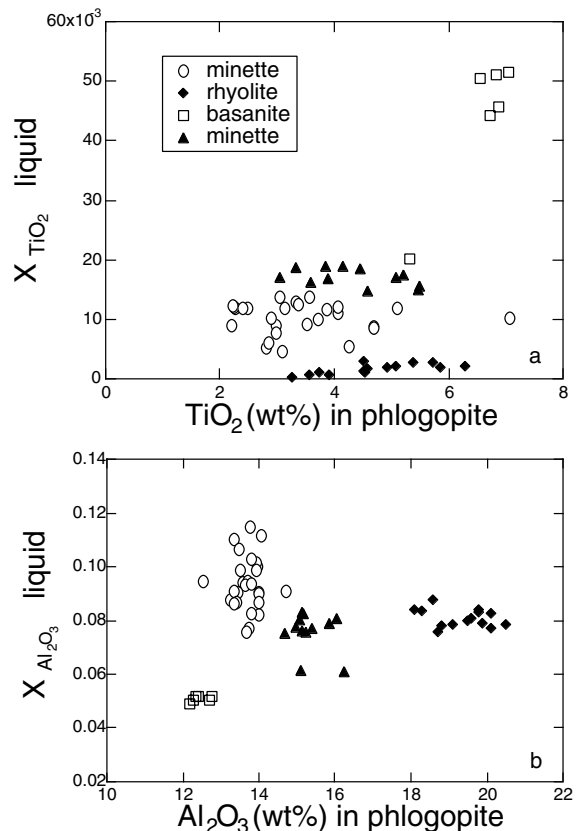 60x10-3
50
40
30
20
10
0
X TiO2 liquid
minette
rhyolite
basanite
minette
a
0 2 4 6 8
TiO2 (wt%) in phlogopite
0.14
0.12
0.10
0.08
0.06
0.04
0.02
X Al2O3 liquid
b
10 12 14 16 18 20 22
Al2O3 (wt%) in phlogopite